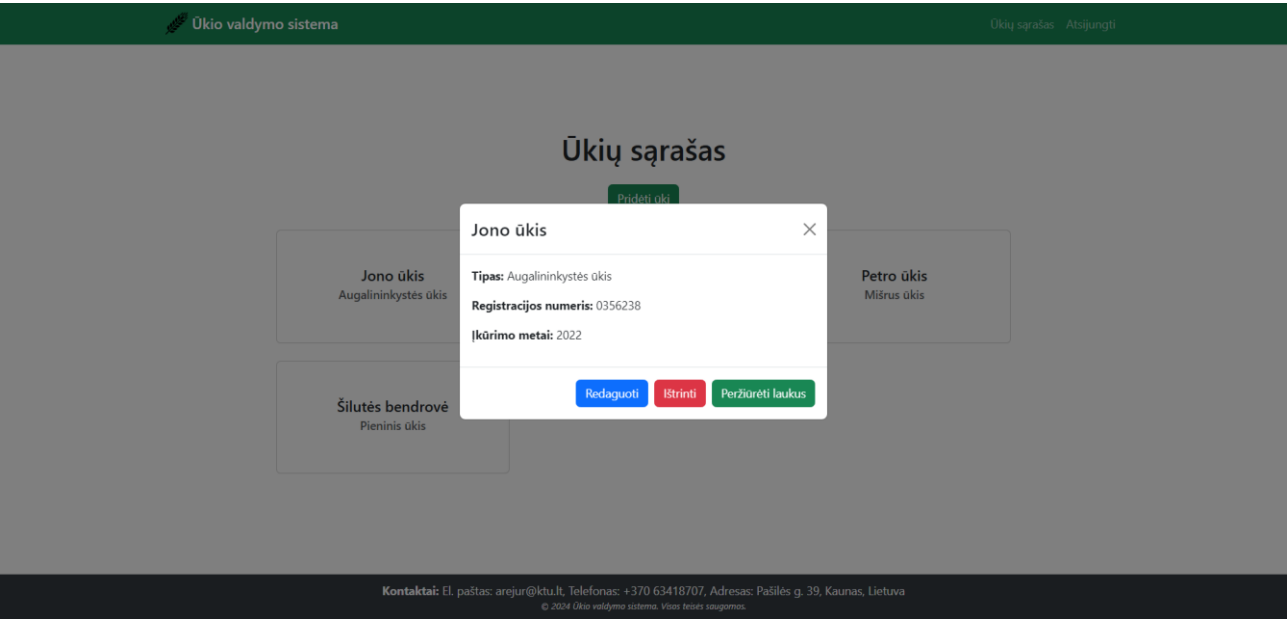 Ūkio valdymo sistema
Ūkių sąrašas Atsijungti
Ūkių sąrašas
Pridėti ūkį
Jono ūkis
Augalininkystės ūkis
Jono ūkis
Tipas: Augalininkystės ūkis
Registracijos numeris: 0356238
Įkūrimo metai: 2022
Redaguoti Ištrinti Peržiūrėti laukus
Petro ūkis
Mišrus ūkis
Šilutės bendrovė
Pieninis ūkis
Kontaktai: El. paštas: arejur@ktu.lt, Telefonas: +370 63418707, Adresas: Pašilės g. 39, Kaunas, Lietuva
© 2024 Ūkio valdymo sistema. Visos teisės saugomos.